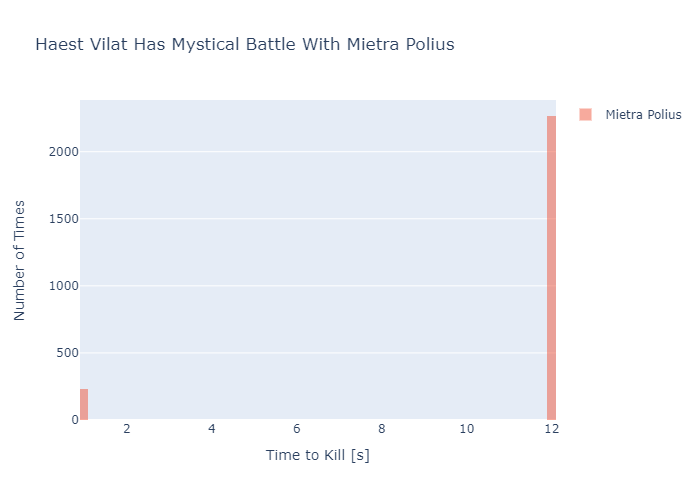 Haest Vilat Has Mystical Battle With Mietra Polius
Mietra Polius
2000
1500
1000
500
0
Number of Times
2 4 6 8 10 12
Time to Kill [s]